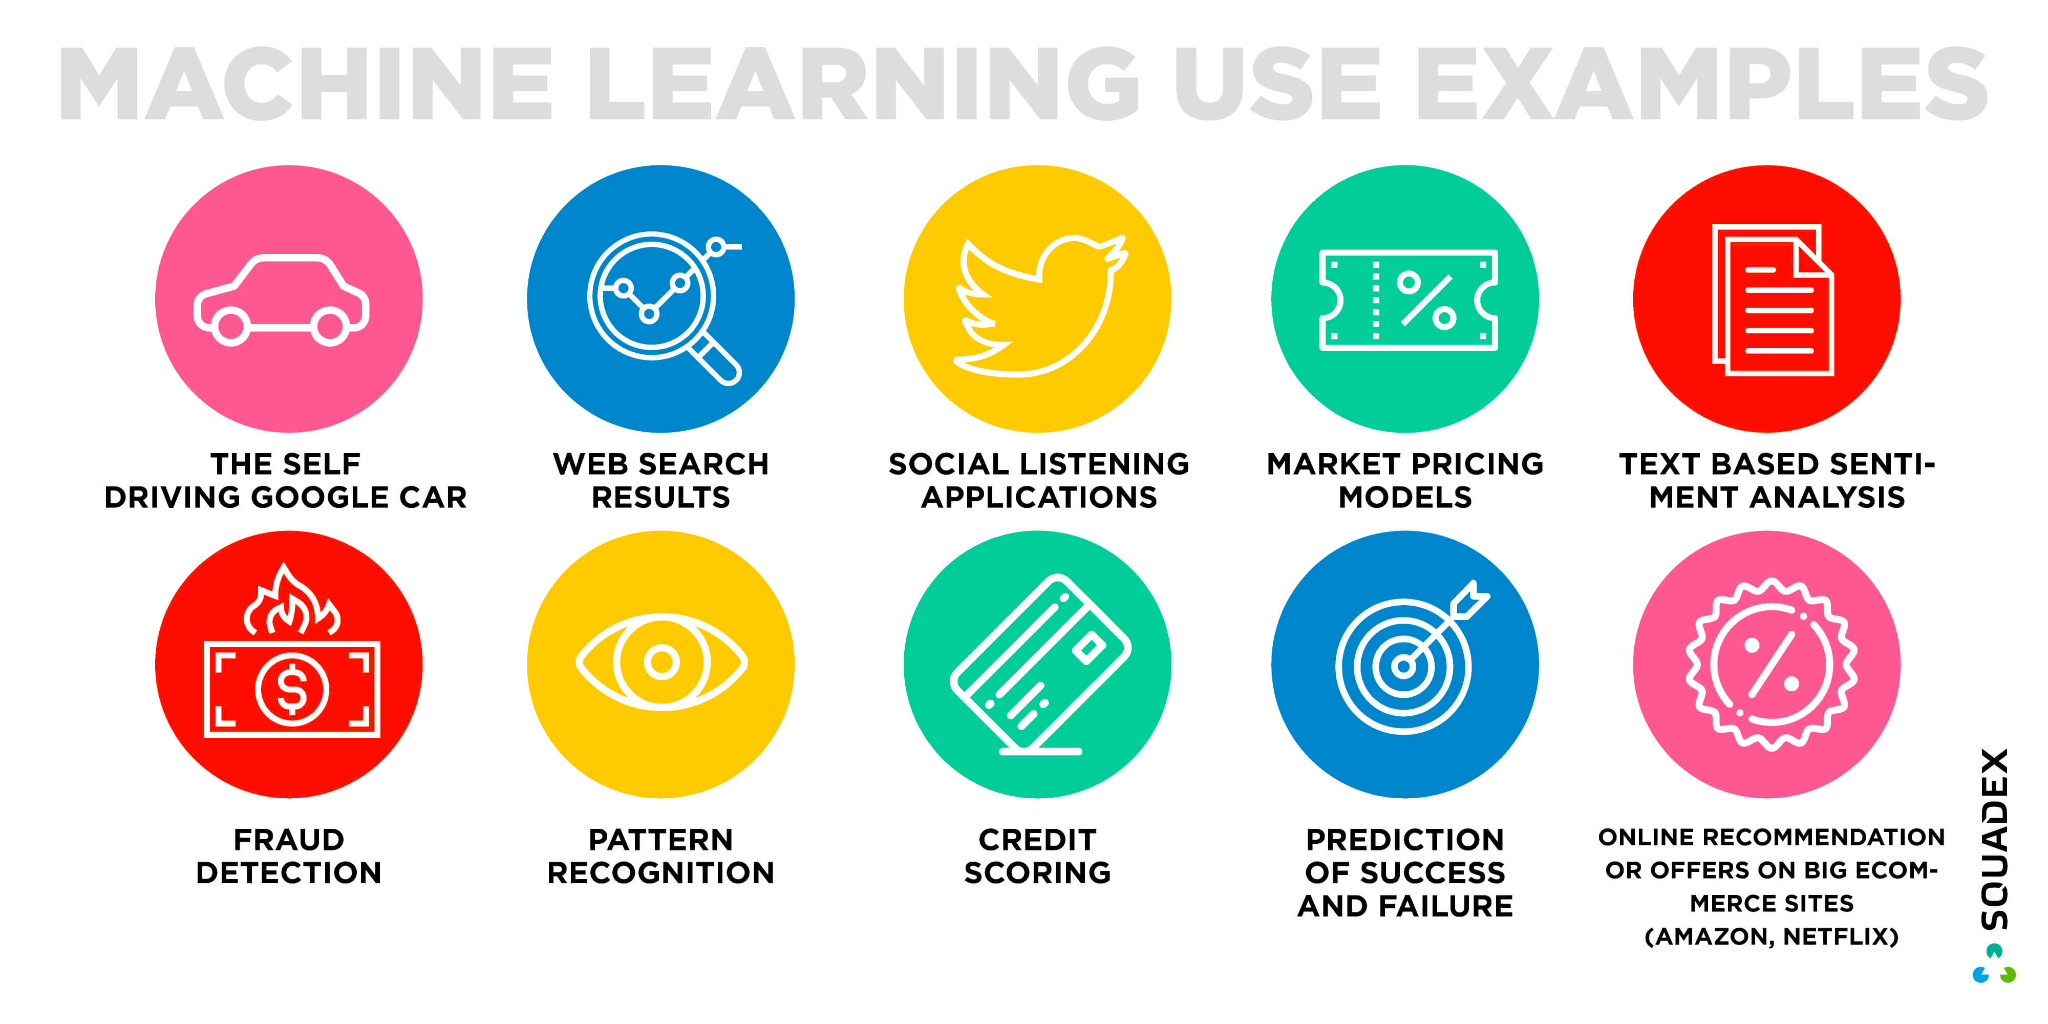 MACHINE LEARNING USE EXAMPLES
THE SELF
DRIVING GOOGLE CAR
WEB SEARCH
RESULTS
SOCIAL LISTENING
APPLICATIONS
MARKET PRICING
MODELS
TEXT BASED SENTI-
MENT ANALYSIS
$
FRAUD
DETECTION
PATTERN
RECOGNITION
CREDIT
SCORING
PREDICTION
OF SUCCESS
AND FAILURE
ONLINE RECOMMENDATION
OR OFFERS ON BIG ECOM-
MERCE SITES
(AMAZON, NETFLIX)
SQUADEX